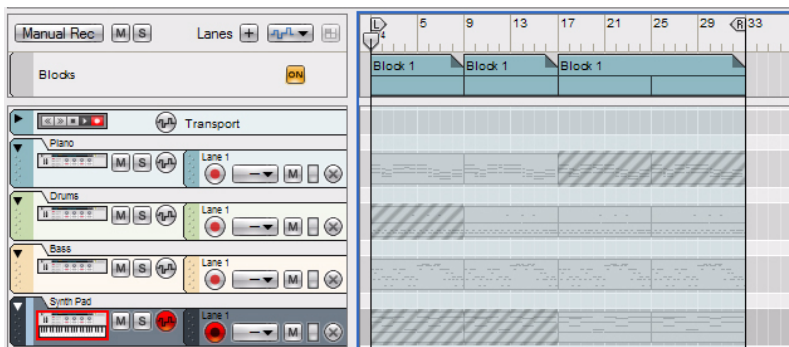 Manual Rec M S Lanes + L 5 9 13 17 21 25 29 R 33
4
Blocks ON Block 1 Block 1 Block 1
Transport
Piano
M S Lane 1 M
Drums
M S Lane 1 M
Bass
M S Lane 1 M
Synth Pad
M S Lane 1 M